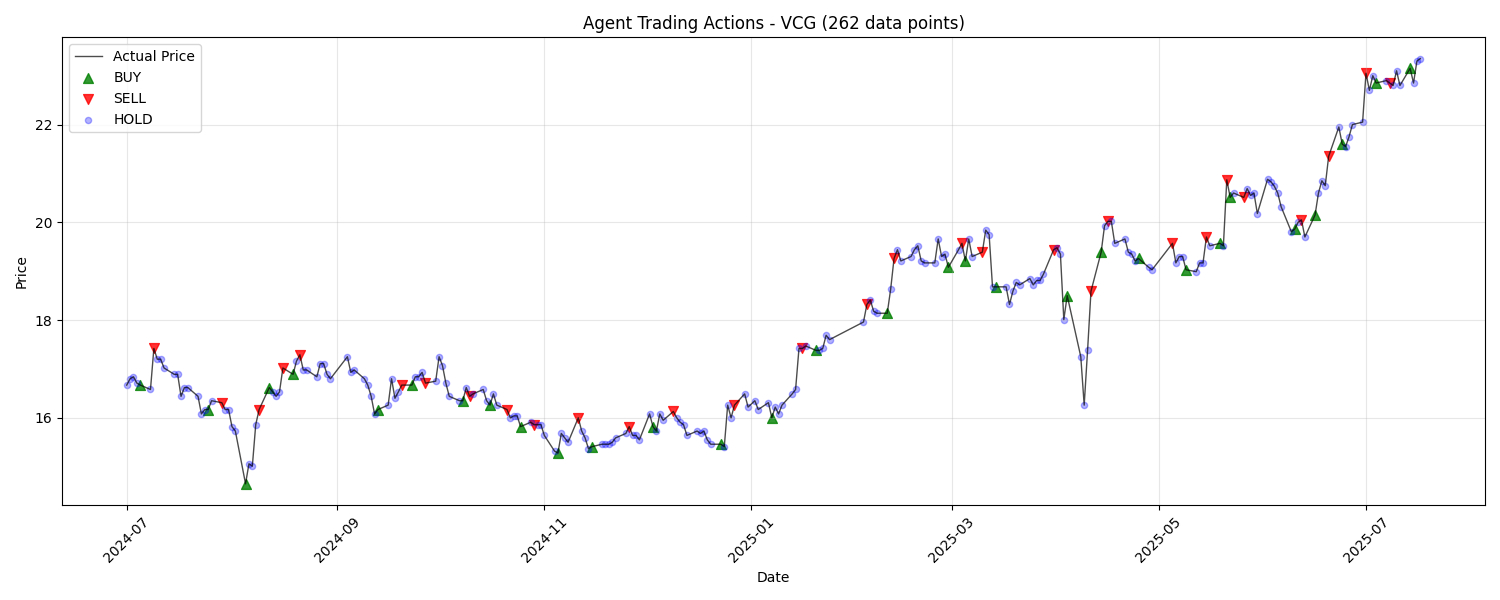 Agent Trading Actions - VCG (262 data points)
Actual Price
BUY
SELL
HOLD
Price
22
20
18
16
2024-07
2024-09
2024-11
2025-01
2025-03
2025-05
2025-07
Date